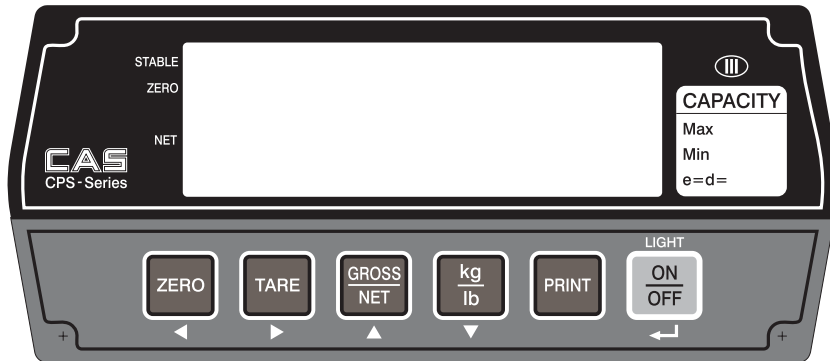 STABLE
ZERO
NET
CAS
CPS-Series
III
CAPACITY
Max
Min
e=d=
LIGHT
ZERO
TARE
GROSS
NET
kg
lb
PRINT
ON
OFF